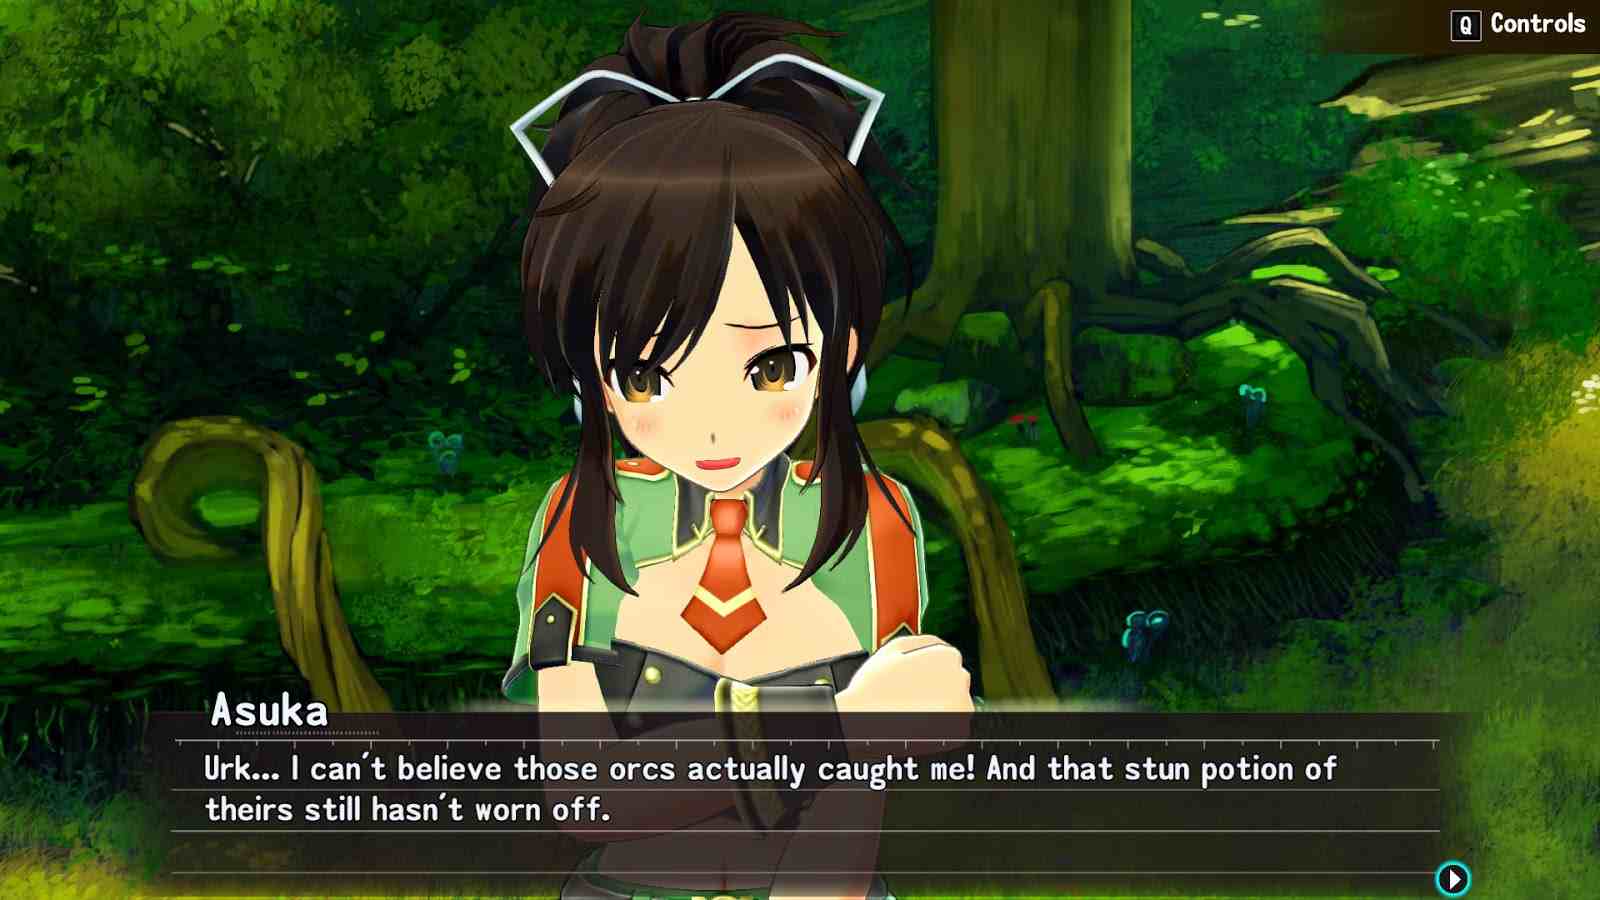 Q Controls
Asuka
Urk... I can't believe those orcs actually caught me! And that stun potion of
theirs still hasn't worn off.